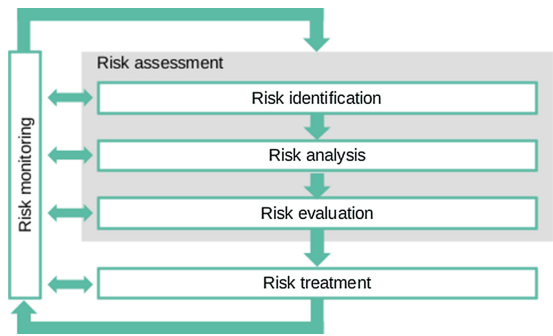 Risk assessment
Risk identification
Risk analysis
Risk evaluation
Risk treatment
Risk monitoring